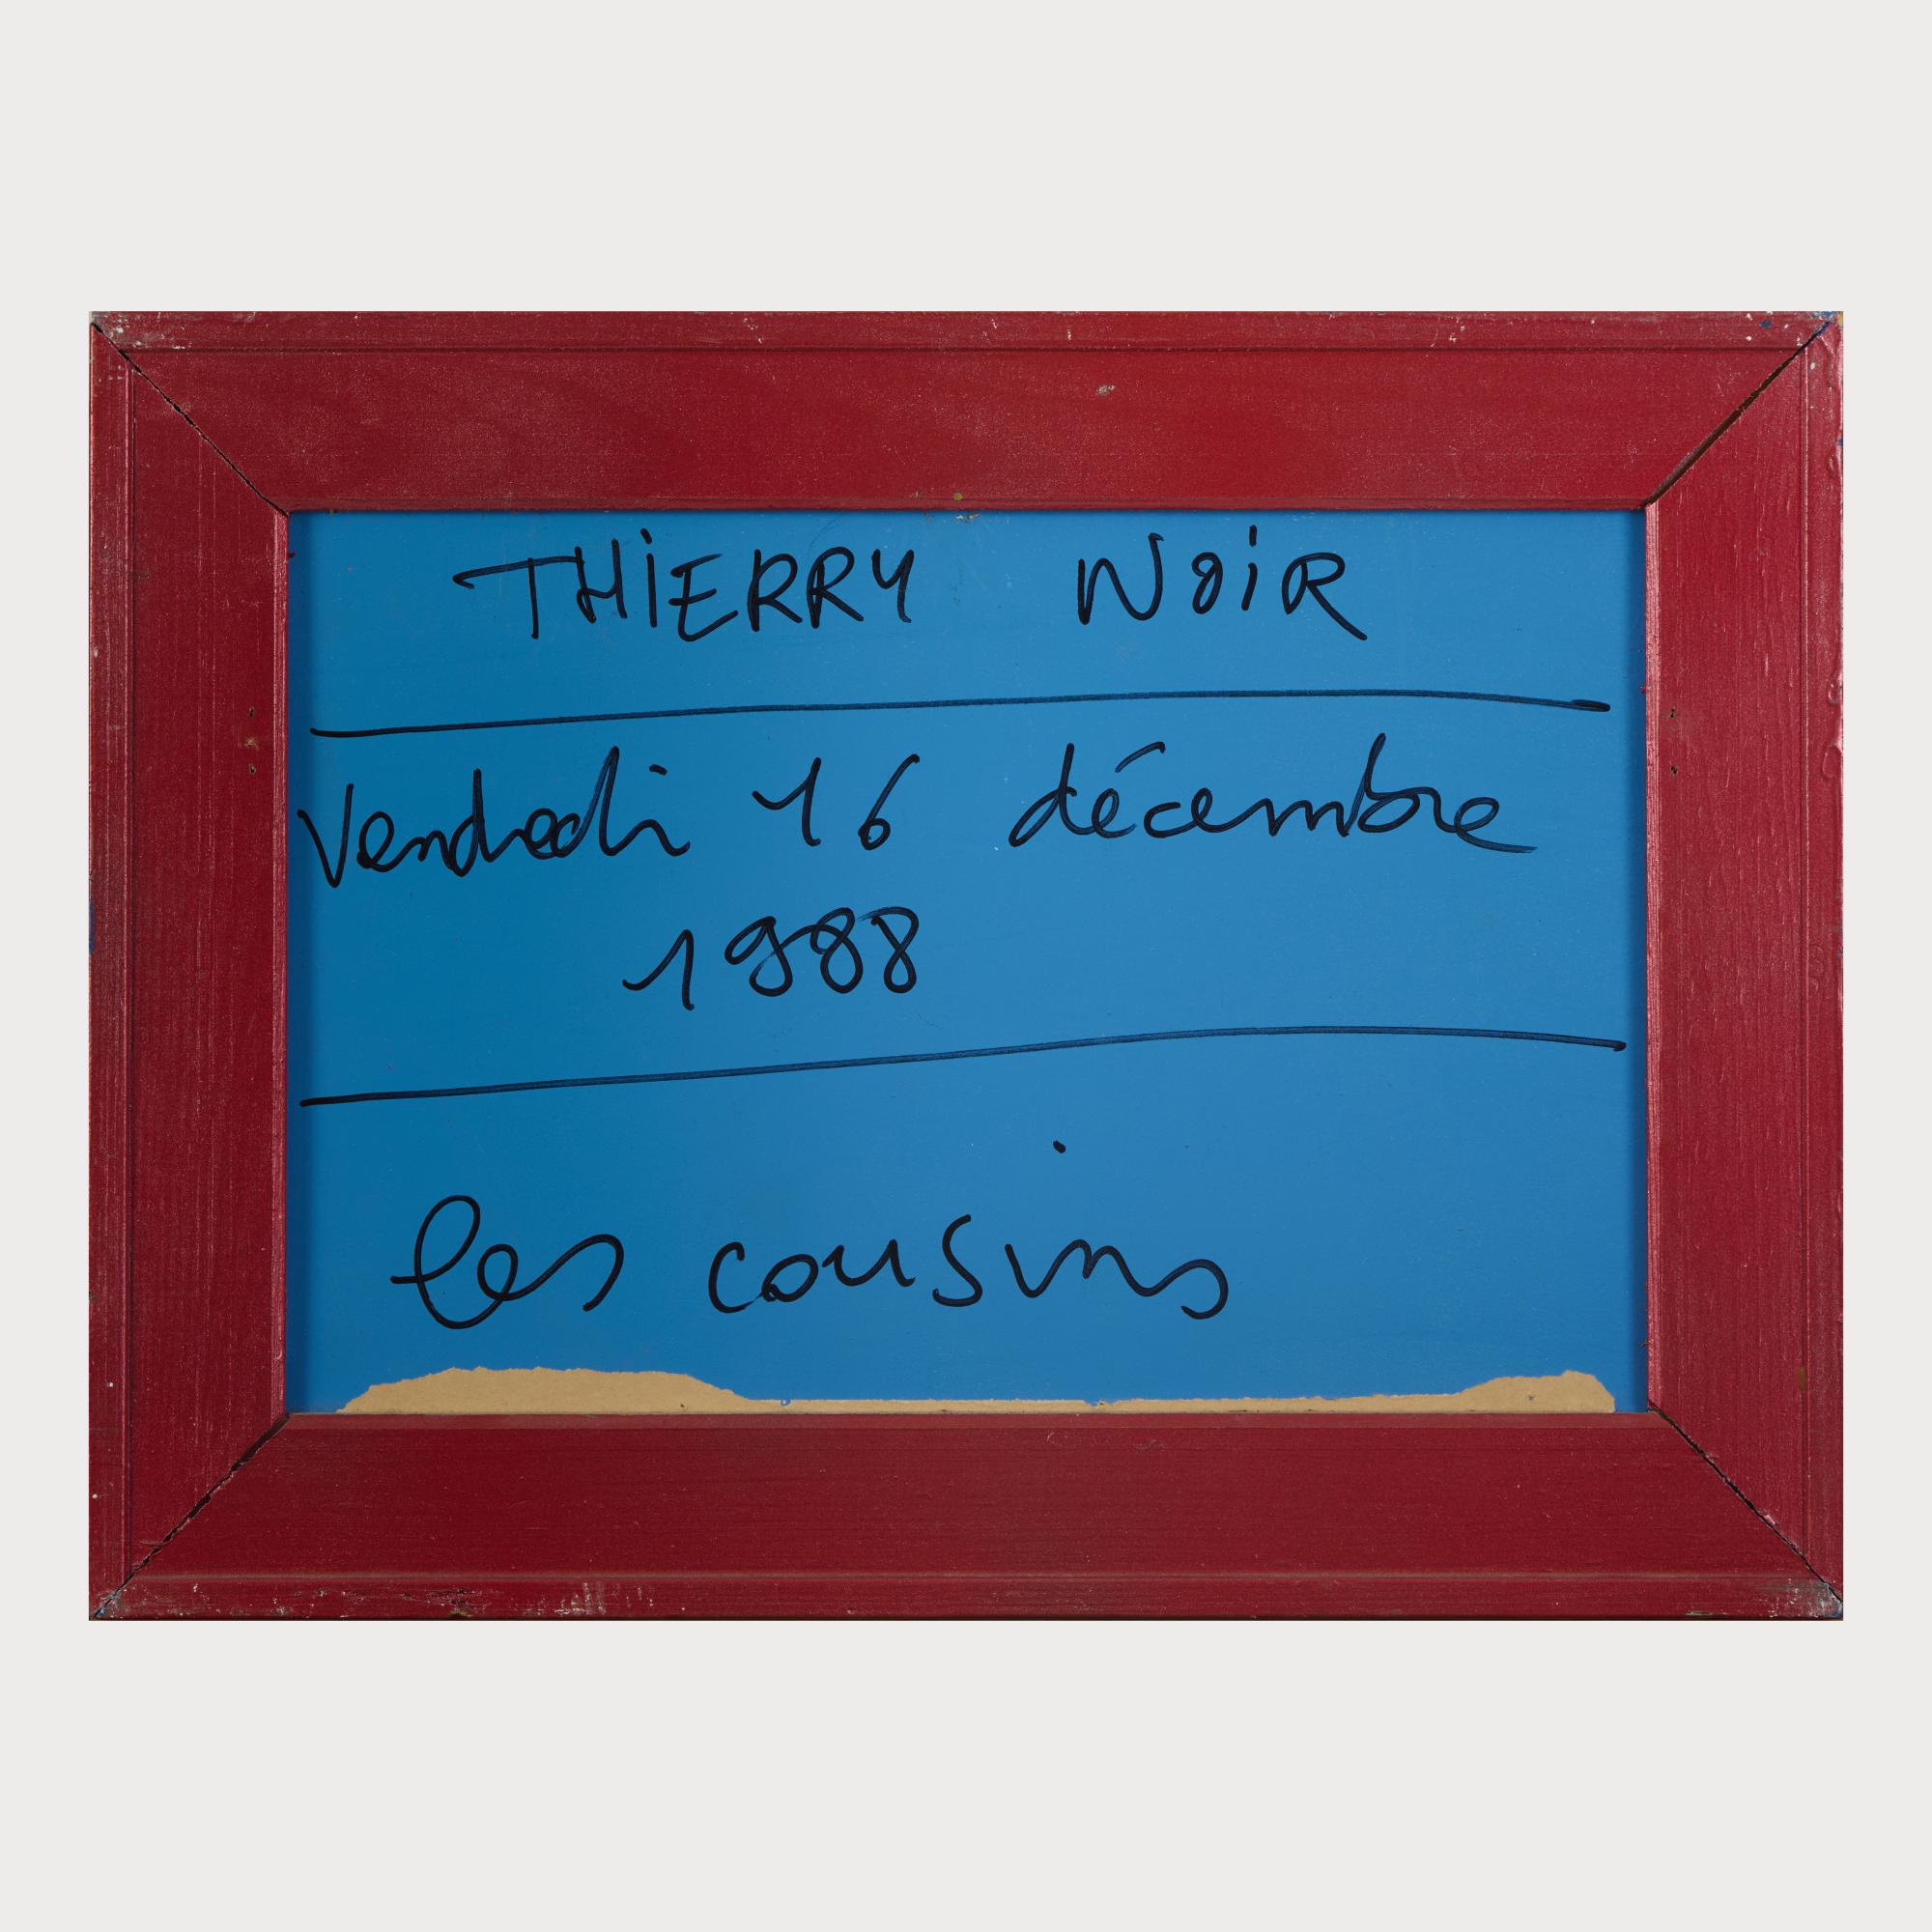 THiERRY NOiR
Vendredi 16 décembre
1988
les cousins